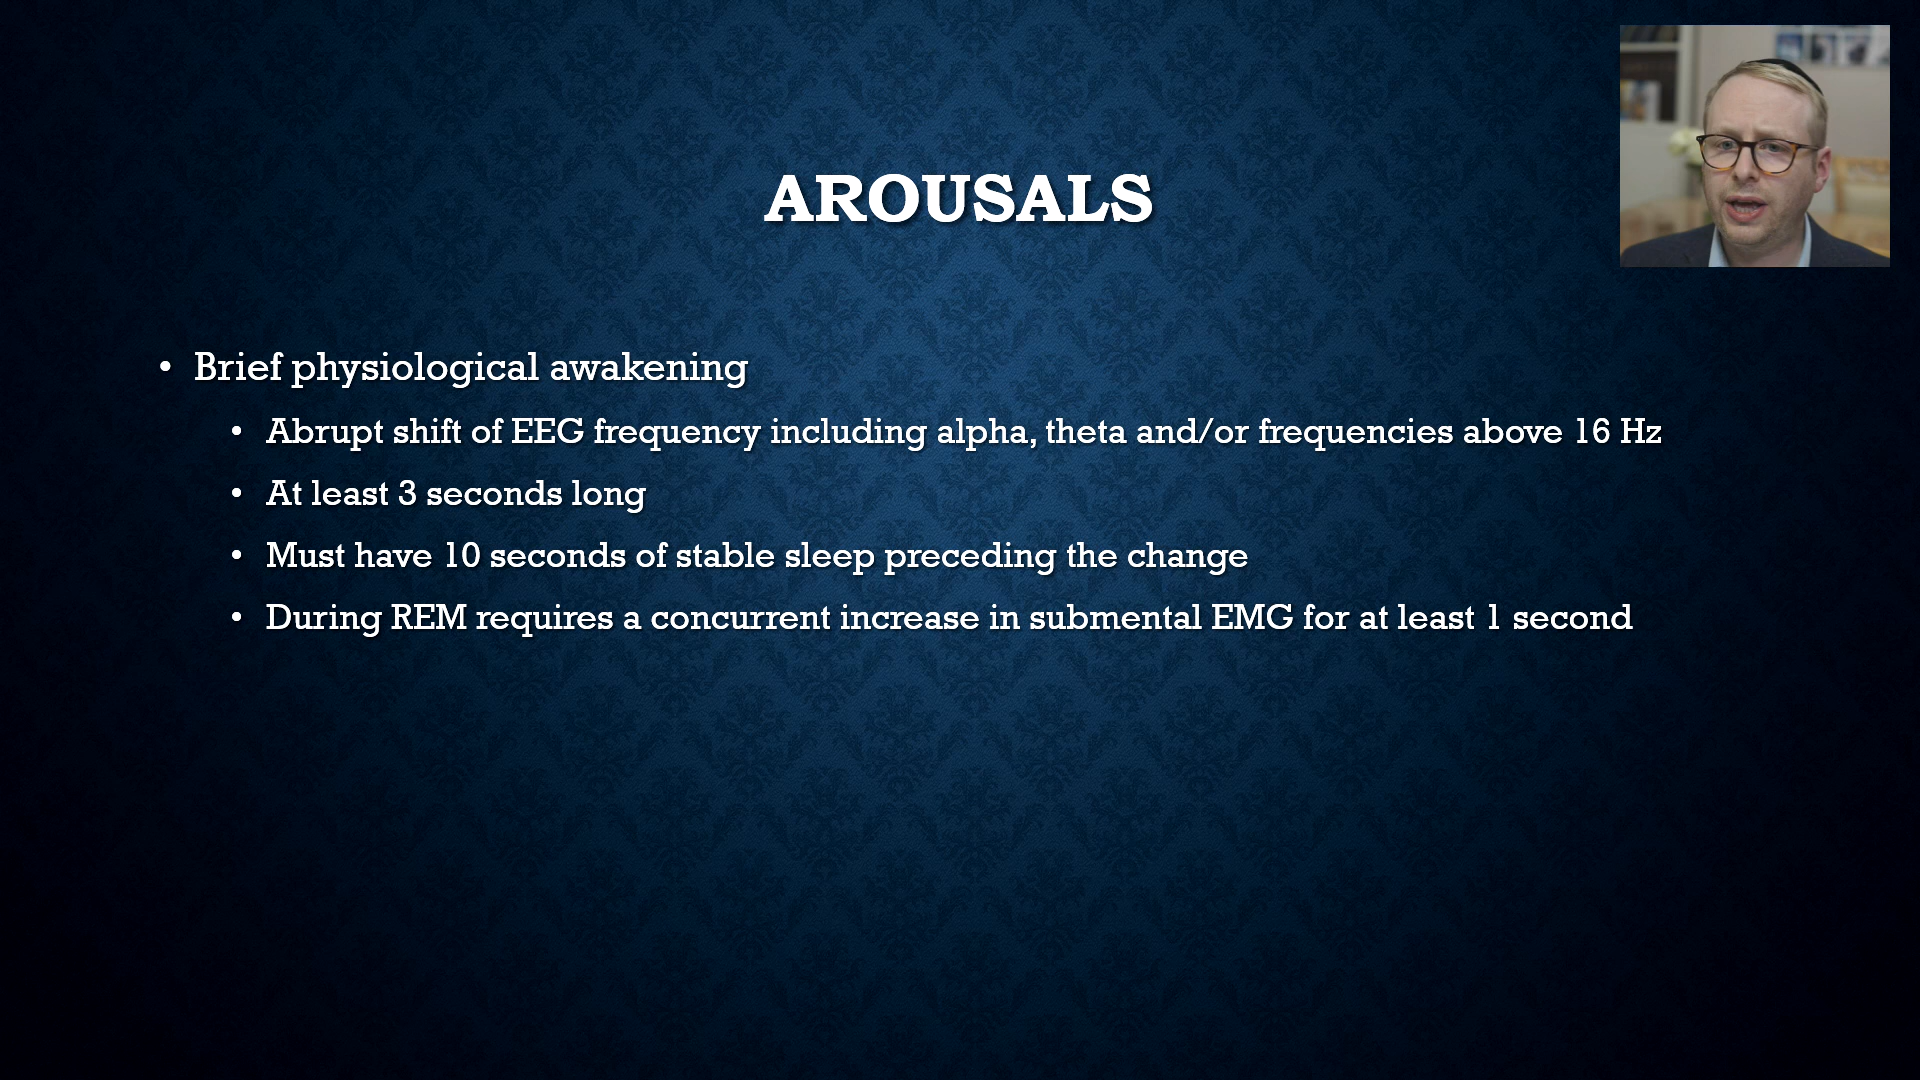 AROUSALS
• Brief physiological awakening
• Abrupt shift of EEG frequency including alpha, theta and/or frequencies above 16 Hz
• At least 3 seconds long
• Must have 10 seconds of stable sleep preceding the change
• During REM requires a concurrent increase in submental EMG for at least 1 second